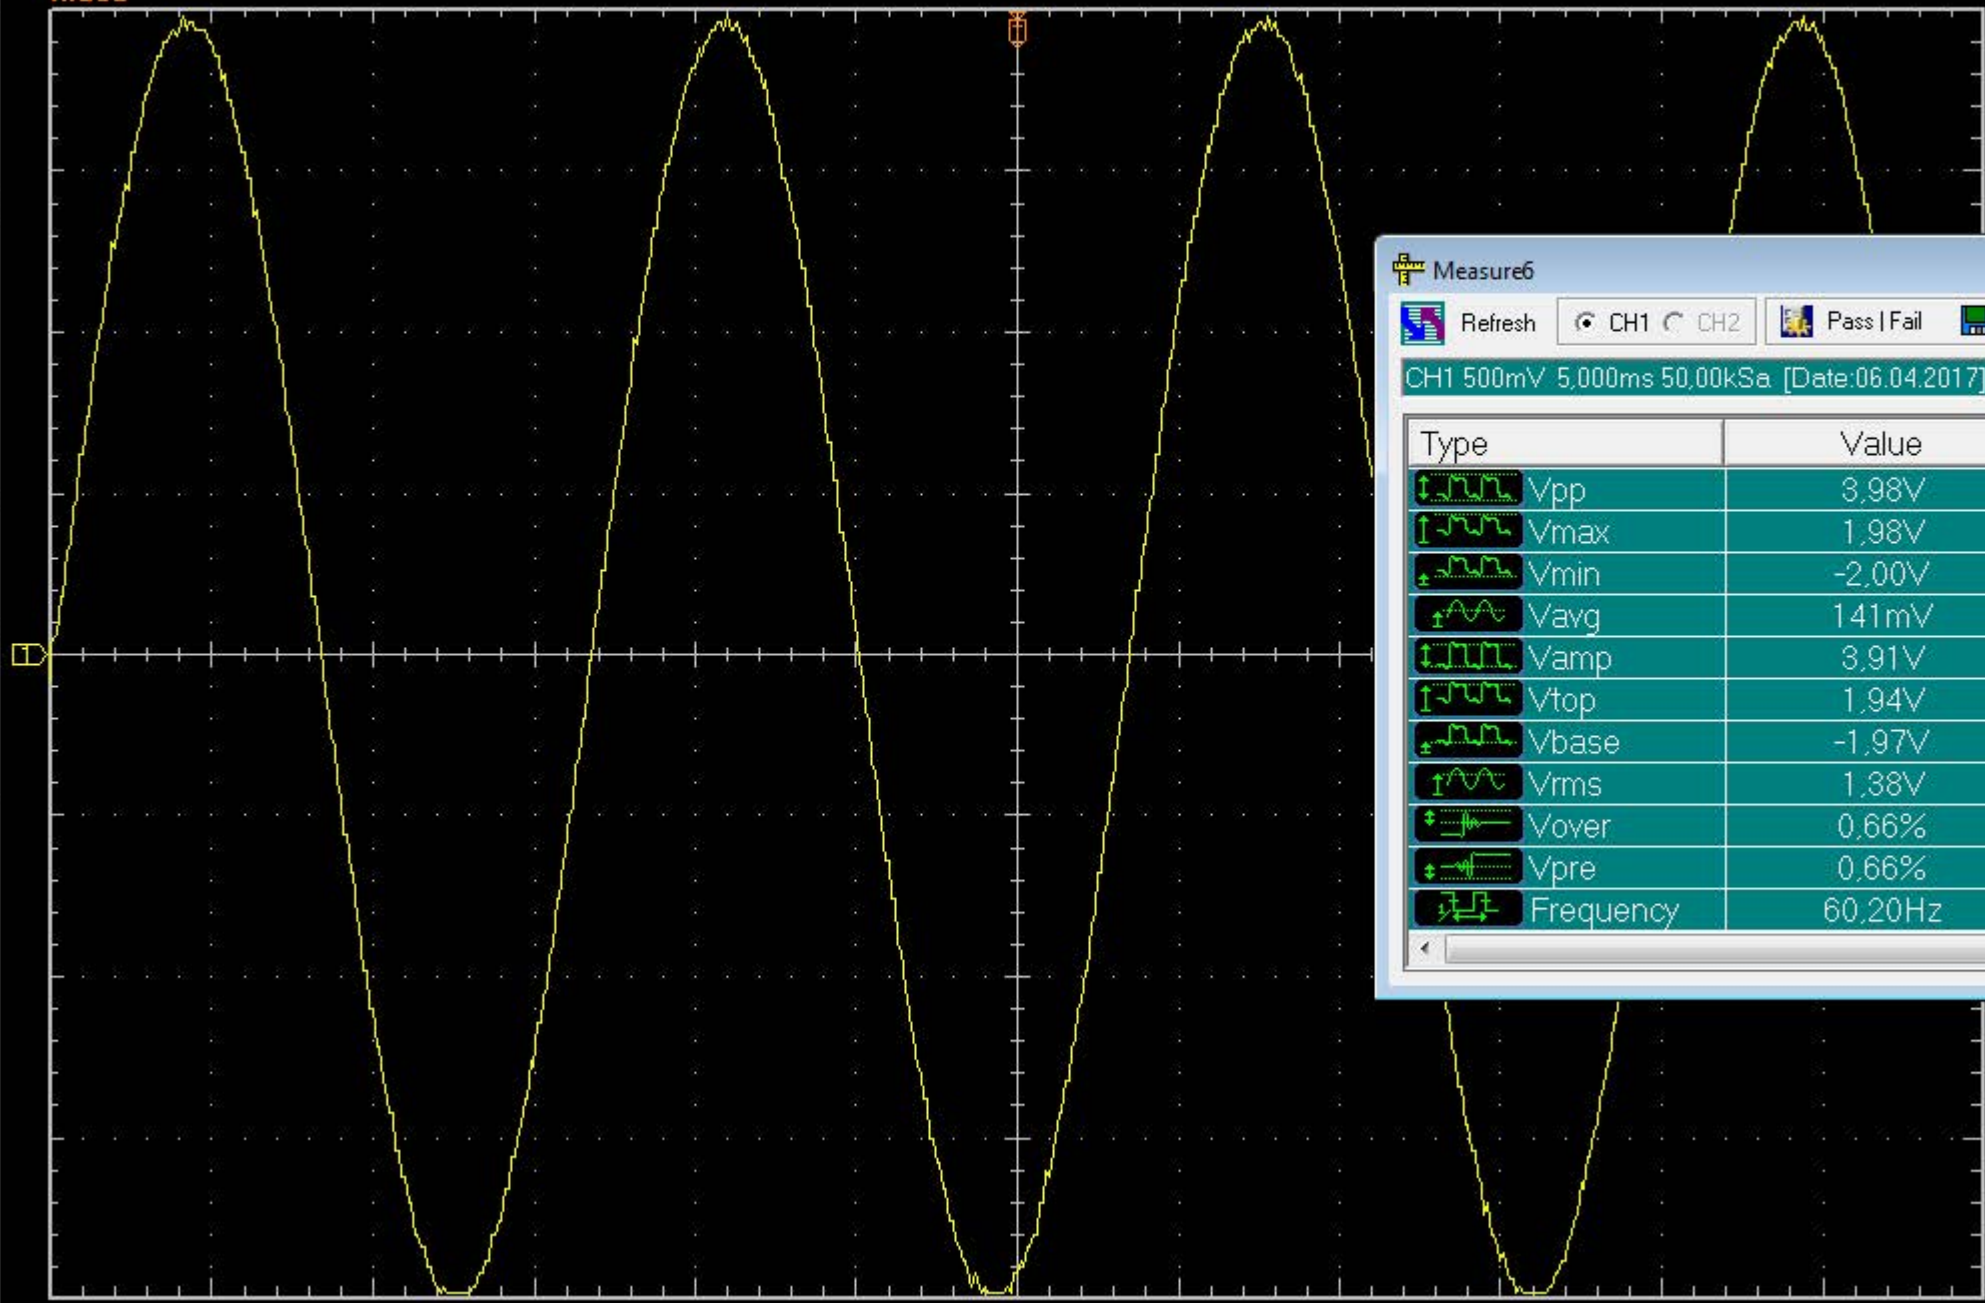 1
T
Measure6
Refresh CH1 CH2 Pass | Fail
CH1 500mV 5,000ms 50,00kSa [Date:06.04.2017]
Type Value
Vpp 3,98V
Vmax 1,98V
Vmin -2,00V
Vavg 141mV
Vamp 3,91V
Vtop 1,94V
Vbase -1,97V
Vrms 1,38V
Vover 0,66%
Vpre 0,66%
Frequency 60,20Hz